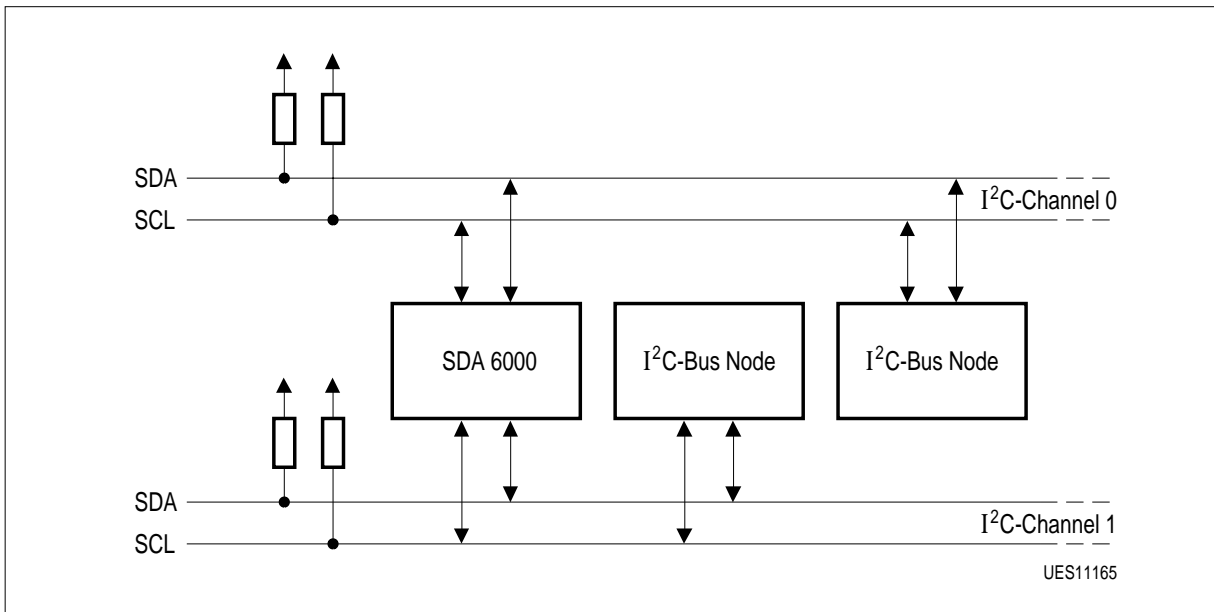 SDA
SCL
I²C-Channel 0
SDA 6000
I²C-Bus Node
I²C-Bus Node
SDA
SCL
I²C-Channel 1
UES11165